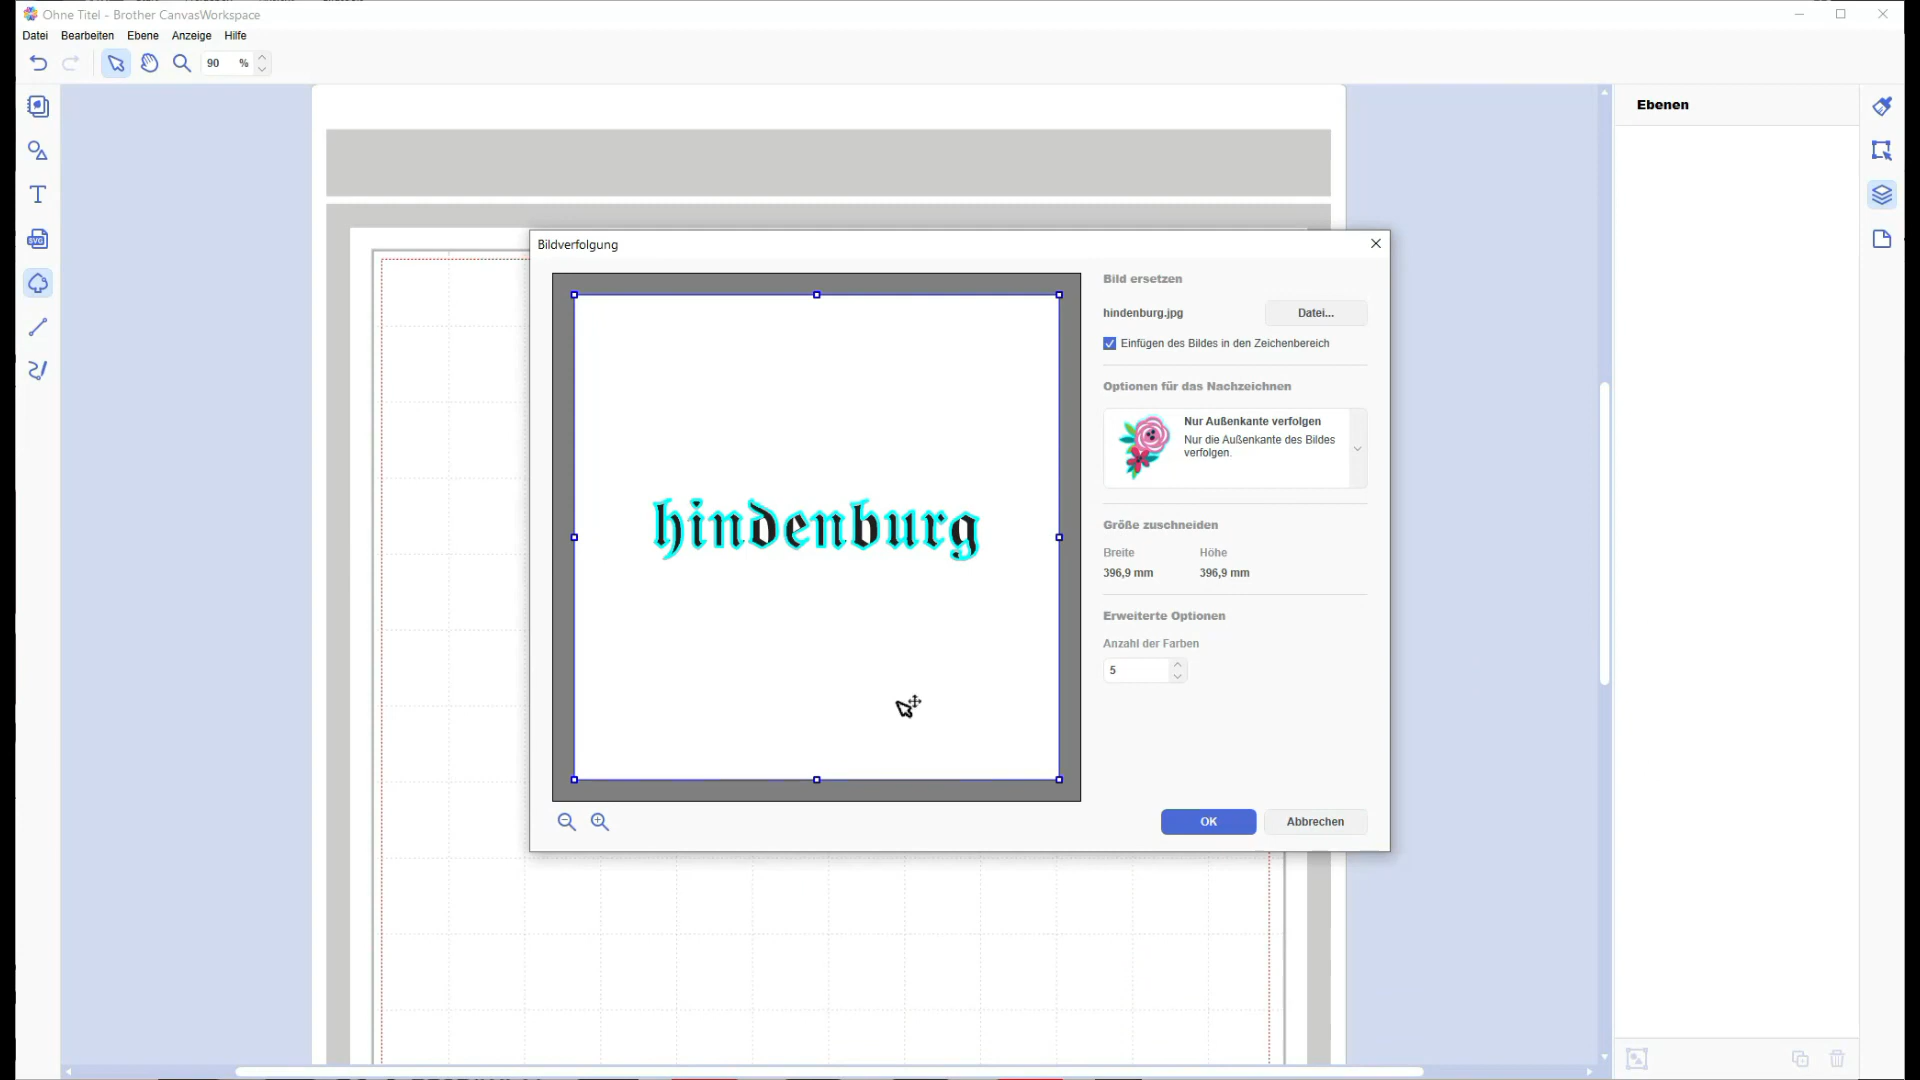 Ohne Titel - Brother CanvasWorkspace
Datei Bearbeiten Ebene Anzeige Hilfe
90 %
SVG
Ebenen
Bildverfolgung
Bild ersetzen
hindenburg.jpg Datei...
Einfügen des Bildes in den Zeichenbereich
Optionen für das Nachzeichnen
Nur Außenkante verfolgen
Nur die Außenkante des Bildes
verfolgen.
hindenburg
Größe zuschneiden
Breite Höhe
396,9 mm 396,9 mm
Erweiterte Optionen
Anzahl der Farben
5
OK Abbrechen